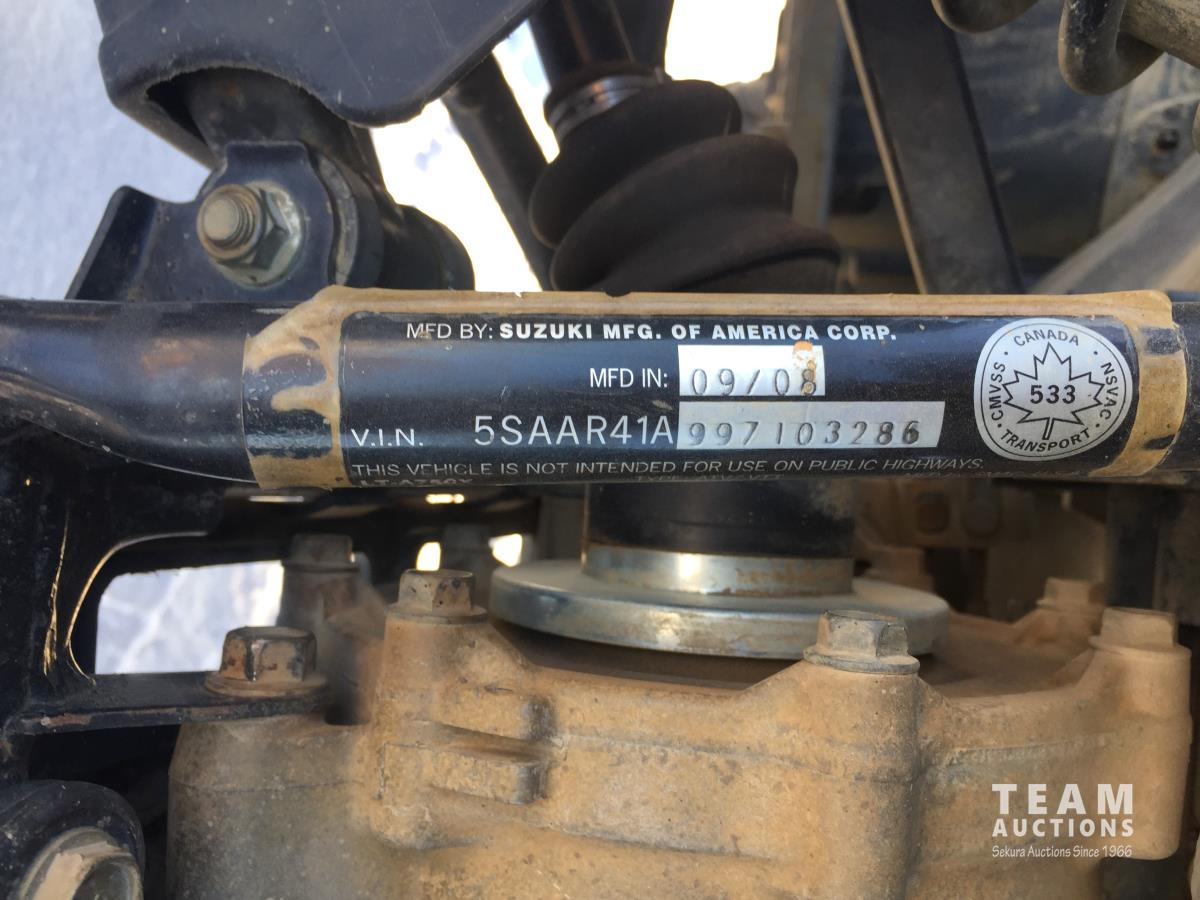 MFD BY: SUZUKI MFG. OF AMERICA CORP.
MFD IN: 09/08
V.I.N. 5SAAR41A997103286
THIS VEHICLE IS NOT INTENDED FOR USE ON PUBLIC HIGHWAYS.
CANADA
CMVSS
533
NSVAC
TRANSPORT
TEAM
AUCTIONS
Sekura Auctions Since 1966